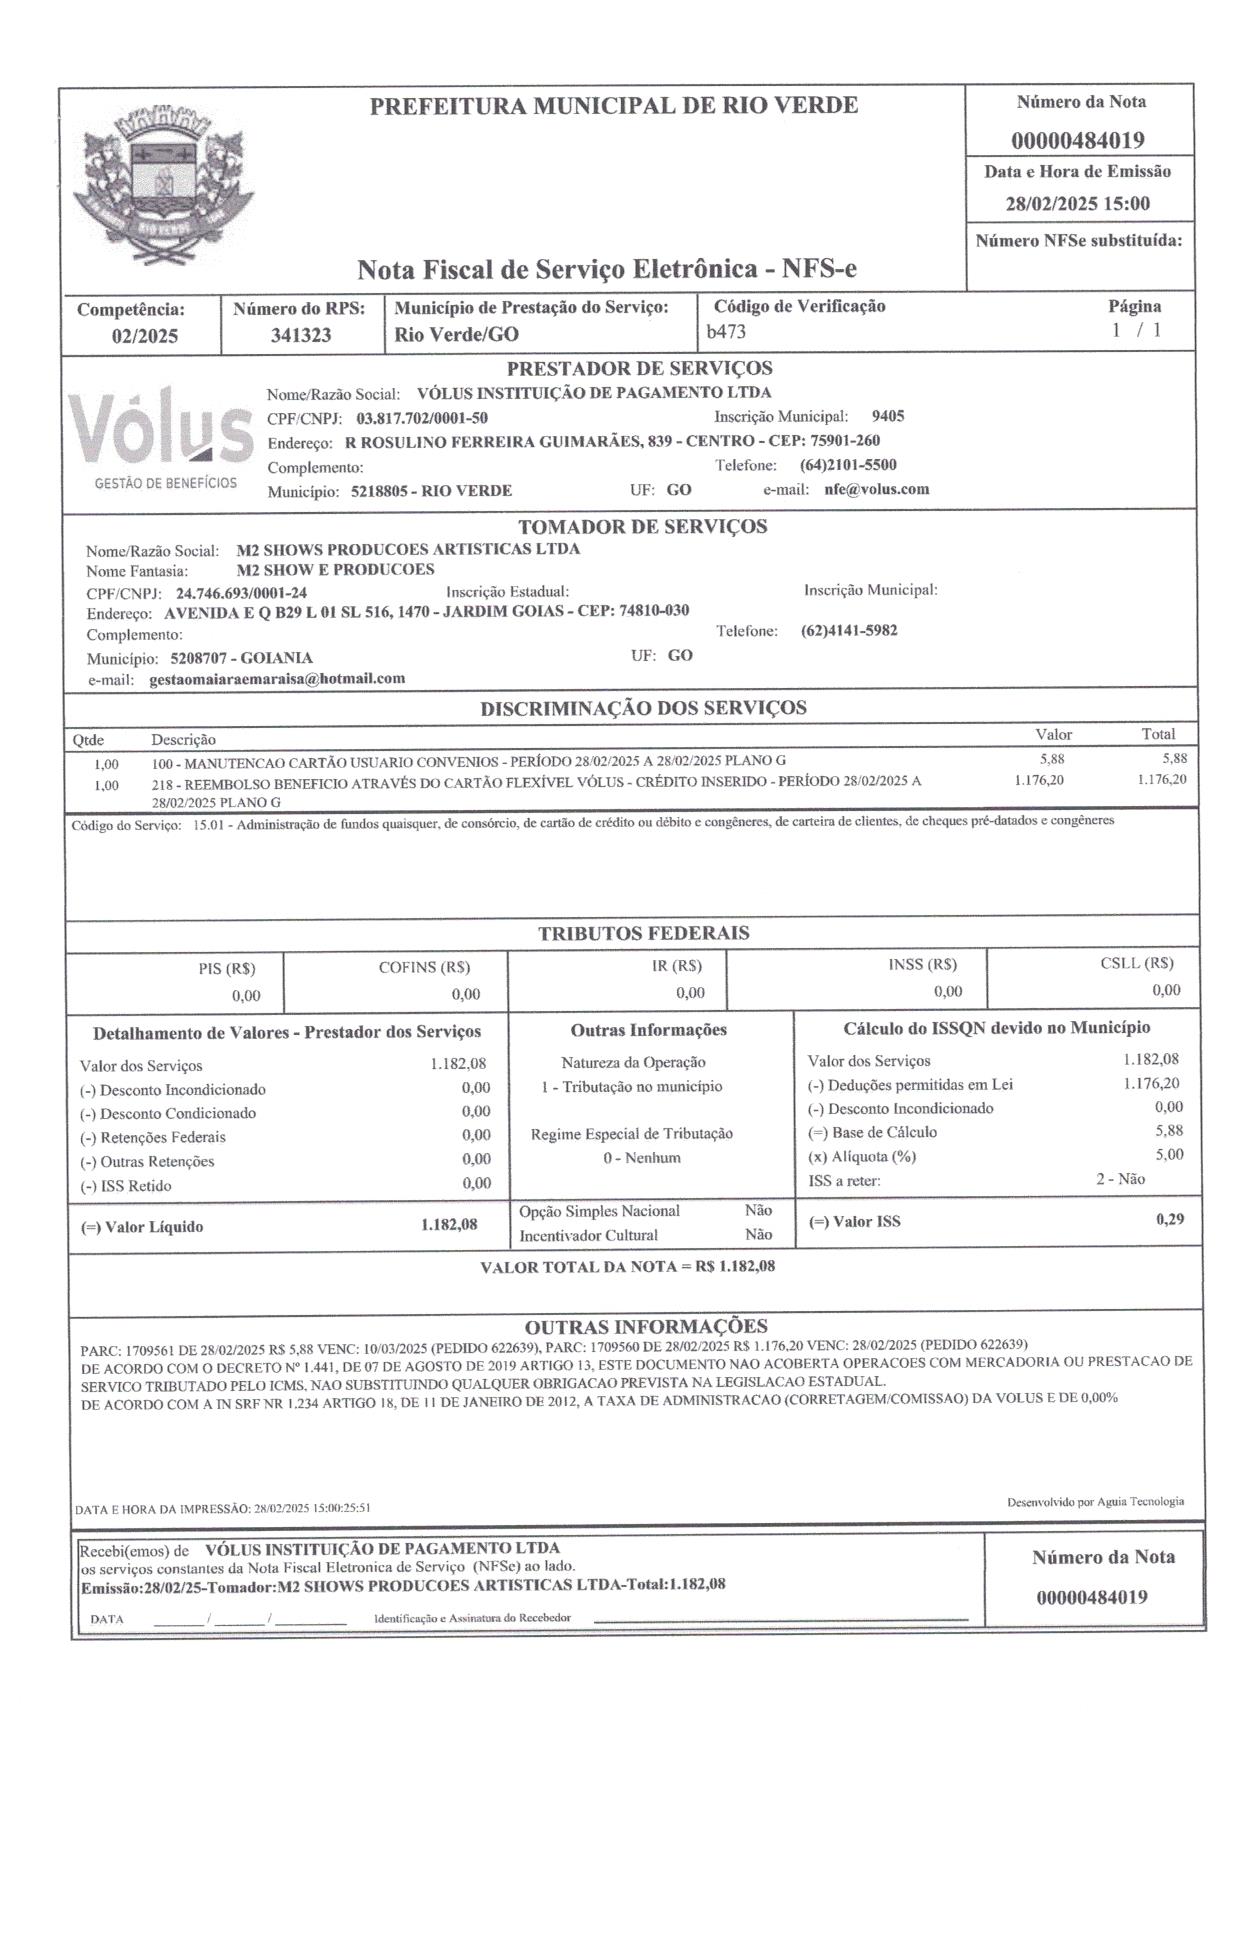 PREFEITURA MUNICIPAL DE RIO VERDE
Nota Fiscal de Serviço Eletrônica - NFS-e
RIO VERDE
Número da Nota
00000484019
Data e Hora de Emissão
28/02/2025 15:00
Número NFSe substituída:
Competência:
02/2025
Número do RPS:
341323
Município de Prestação do Serviço:
Rio Verde/GO
Código de Verificação
b473
Página
1 / 1
PRESTADOR DE SERVIÇOS
Vólus
GESTÃO DE BENEFÍCIOS
Nome/Razão Social: VÓLUS INSTITUIÇÃO DE PAGAMENTO LTDA
CPF/CNPJ: 03.817.702/0001-50 Inscrição Municipal: 9405
Endereço: R ROSULINO FERREIRA GUIMARÃES, 839 - CENTRO - CEP: 75901-260
Complemento: Telefone: (64)2101-5500
Município: 5218805 - RIO VERDE UF: GO e-mail: nfe@volus.com
TOMADOR DE SERVIÇOS
Nome/Razão Social: M2 SHOWS PRODUCOES ARTISTICAS LTDA
Nome Fantasia: M2 SHOW E PRODUCOES
CPF/CNPJ: 24.746.693/0001-24 Inscrição Estadual: Inscrição Municipal:
Endereço: AVENIDA E Q B29 L 01 SL 516, 1470 - JARDIM GOIAS - CEP: 74810-030
Complemento: Telefone: (62)4141-5982
Município: 5208707 - GOIANIA UF: GO
e-mail: gestaomaiaraemaraisa@hotmail.com
DISCRIMINAÇÃO DOS SERVIÇOS
Qtde Descrição Valor Total
1,00 100 - MANUTENCAO CARTÃO USUARIO CONVENIOS - PERÍODO 28/02/2025 A 28/02/2025 PLANO G 5,88 5,88
1,00 218 - REEMBOLSO BENEFICIO ATRAVÉS DO CARTÃO FLEXÍVEL VÓLUS - CRÉDITO INSERIDO - PERÍODO 28/02/2025 A 1.176,20 1.176,20
28/02/2025 PLANO G
Código do Serviço: 15.01 - Administração de fundos quaisquer, de consórcio, de cartão de crédito ou débito e congêneres, de carteira de clientes, de cheques pré-datados e congêneres
TRIBUTOS FEDERAIS
PIS (R$) COFINS (R$) IR (R$) INSS (R$) CSLL (R$)
0,00 0,00 0,00 0,00 0,00
Detalhamento de Valores - Prestador dos Serviços
Valor dos Serviços 1.182,08
(-) Desconto Incondicionado 0,00
(-) Desconto Condicionado 0,00
(-) Retenções Federais 0,00
(-) Outras Retenções 0,00
(-) ISS Retido 0,00
(=) Valor Líquido 1.182,08
Outras Informações
Natureza da Operação
1 - Tributação no município
Regime Especial de Tributação
0 - Nenhum
Opção Simples Nacional Não
Incentivador Cultural Não
Cálculo do ISSQN devido no Município
Valor dos Serviços 1.182,08
(-) Deduções permitidas em Lei 1.176,20
(-) Desconto Incondicionado 0,00
(=) Base de Cálculo 5,88
(x) Alíquota (%) 5,00
ISS a reter: 2 - Não
(=) Valor ISS 0,29
VALOR TOTAL DA NOTA = R$ 1.182,08
OUTRAS INFORMAÇÕES
PARC: 1709561 DE 28/02/2025 R$ 5,88 VENC: 10/03/2025 (PEDIDO 622639), PARC: 1709560 DE 28/02/2025 R$ 1.176,20 VENC: 28/02/2025 (PEDIDO 622639)
DE ACORDO COM O DECRETO Nº 1.441, DE 07 DE AGOSTO DE 2019 ARTIGO 13, ESTE DOCUMENTO NAO ACOBERTA OPERACOES COM MERCADORIA OU PRESTACAO DE
SERVICO TRIBUTADO PELO ICMS, NAO SUBSTITUINDO QUALQUER OBRIGACAO PREVISTA NA LEGISLACAO ESTADUAL.
DE ACORDO COM A IN SRF NR 1.234 ARTIGO 18, DE 11 DE JANEIRO DE 2012, A TAXA DE ADMINISTRACAO (CORRETAGEM/COMISSAO) DA VOLUS E DE 0,00%
DATA E HORA DA IMPRESSÃO: 28/02/2025 15:00:25:51
Desenvolvido por Aguia Tecnologia
Recebi(emos) de VÓLUS INSTITUIÇÃO DE PAGAMENTO LTDA
os serviços constantes da Nota Fiscal Eletronica de Serviço (NFSe) ao lado.
Emissão:28/02/25-Tomador:M2 SHOWS PRODUCOES ARTISTICAS LTDA-Total:1.182,08
DATA ______/______/_________ Identificação e Assinatura do Recebedor
Número da Nota
00000484019